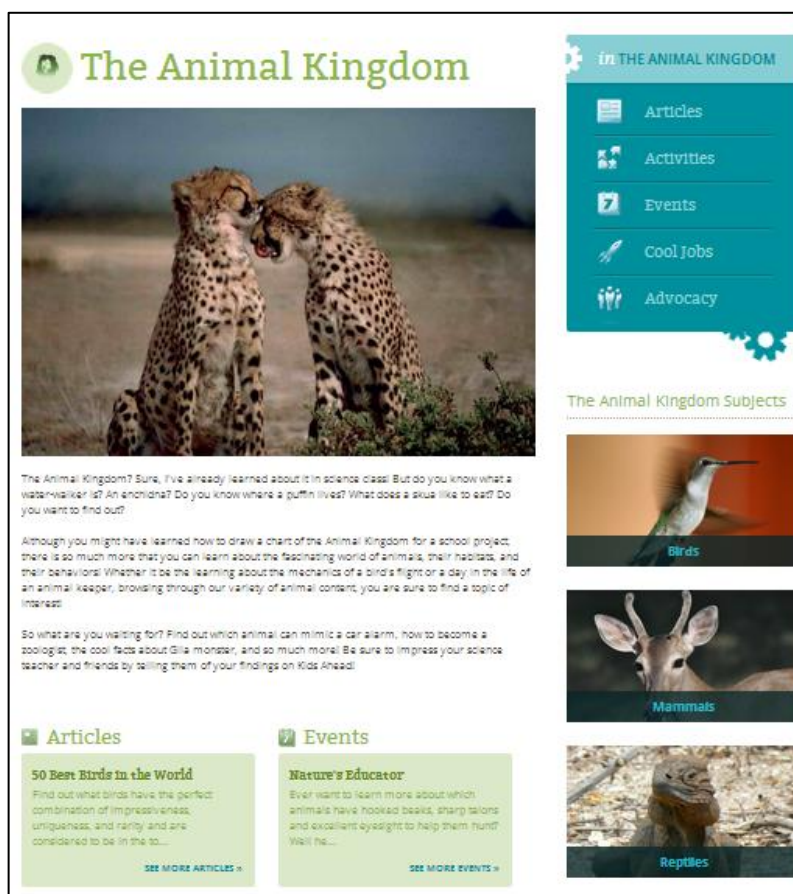 The Animal Kingdom
The Animal Kingdom? Sure, I've already learned about it in science class! But do you know what a
water-walker is? An enchidna? Do you know where a puffin lives? What does a skua like to eat? Do
you want to find out?
Although you might have learned how to draw a chart of the Animal Kingdom for a school project,
there is so much more that you can learn about the fascinating world of animals, their habitats, and
their behaviors! Whether it be the learning about the mechanics of a bird's flight or a day in the life of
an animal keeper, browsing through our variety of animal content, you are sure to find a topic of
interest!
So what are you waiting for? Find out which animal can mimic a car alarm, how to become a
zoologist, the cool facts about Gila monster, and so much more! Be sure to impress your science
teacher and friends by telling them of your findings on Kids Ahead!
Articles
50 Best Birds in the World
Find out what birds have the perfect
combination of impressiveness,
uniqueness, and rarity and are
considered to be in the to...
SEE MORE ARTICLES »
Events
Nature's Educator
Ever want to learn more about which
animals have hooked beaks, sharp talons
and excellent eyesight to help them hunt?
Well he...
SEE MORE EVENTS »
in THE ANIMAL KINGDOM
Articles
Activities
7 Events
Cool Jobs
Advocacy
The Animal Kingdom Subjects
Birds
Mammals
Reptiles